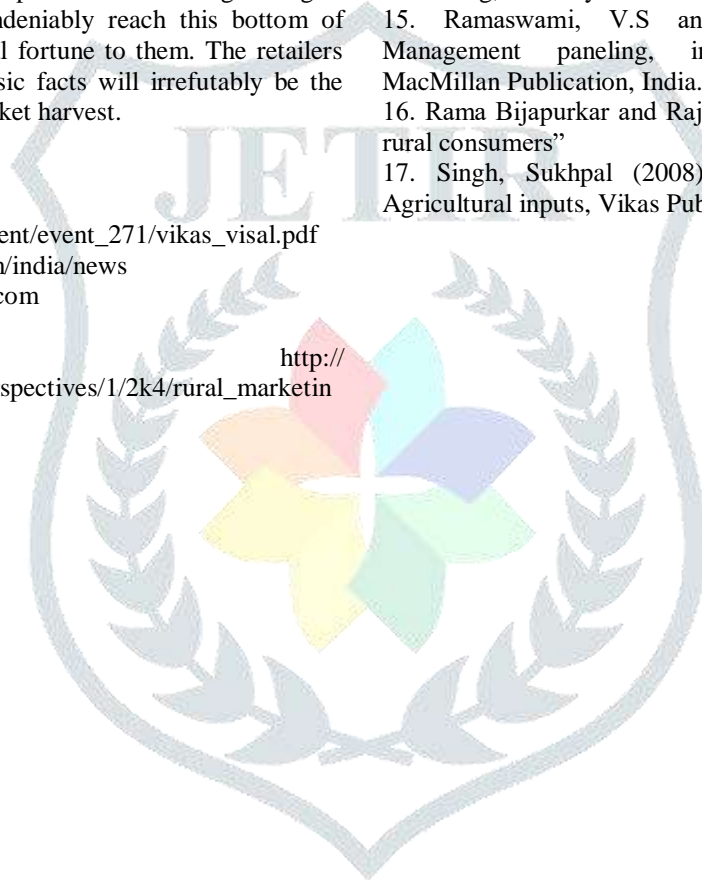 ndeniably reach this bottom of
l fortune to them. The retailers
sic facts will irrefutably be the
ket harvest.
ent/event_271/vikas_visal.pdf
n/india/news
com
http://
spectives/1/2k4/rural_marketin
15. Ramaswami, V.S an
Management paneling, in
MacMillan Publication, India.
16. Rama Bijapurkar and Raj
rural consumers”
17. Singh, Sukhpal (2008)
Agricultural inputs, Vikas Pub
JETIR